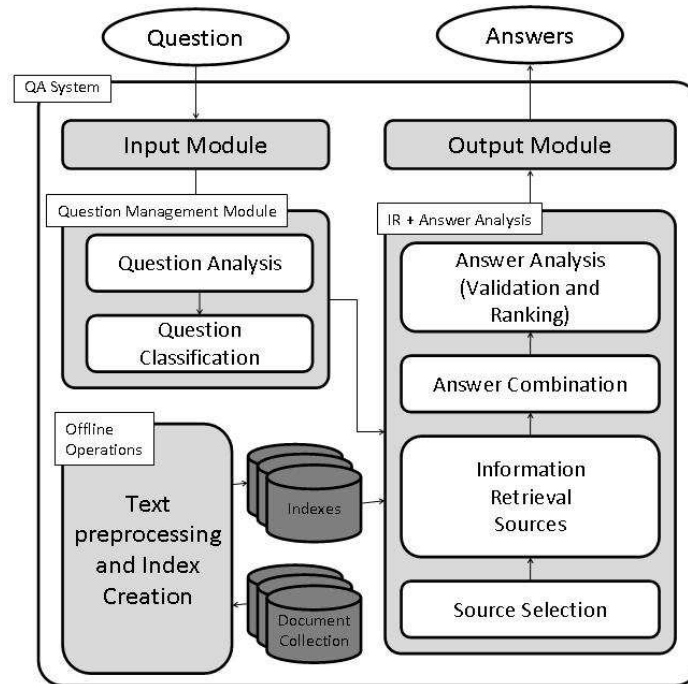 Question
Answers
QA System
Input Module
Output Module
Question Management Module
IR + Answer Analysis
Question Analysis
Question
Classification
Answer Analysis
(Validation and
Ranking)
Answer Combination
Offline
Operations
Text
preprocessing
and Index
Creation
Indexes
Document
Collection
Information
Retrieval
Sources
Source Selection